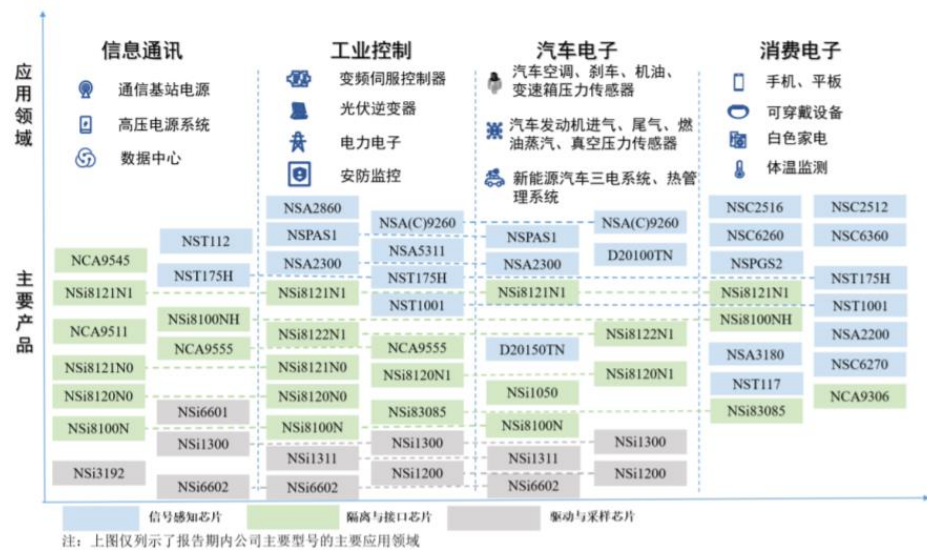 信息通讯
工业控制
汽车电子
消费电子
应用领域
通信基站电源
高压电源系统
数据中心
变频伺服控制器
光伏逆变器
电力电子
安防监控
汽车空调、刹车、机油、
变速箱压力传感器
汽车发动机进气、尾气、燃
油蒸汽、真空压力传感器
新能源汽车三电系统、热管
理系统
手机、平板
可穿戴设备
白色家电
体温监测
主要产品
NST112
NCA9545
NST175H
NSi8121N1
NSi8100NH
NCA9511
NCA9555
NSi8121N0
NSi8120N0
NSi6601
NSi8100N
NSi1300
NSi3192
NSi6602
NSA2860
NSA(C)9260
NSPAS1
NSA5311
NSA2300
NST175H
NSi8121N1
NST1001
NSi8122N1
NCA9555
NSi8121N0
NSi8120N1
NSi8120N0
NSi83085
NSi8100N
NSi1300
NSi1311
NSi1200
NSi6602
NSA(C)9260
NSPAS1
D20100TN
NSA2300
NSi8121N1
NSi8122N1
D20150TN
NSi8120N1
NSi1050
NSi8100N
NSi1300
NSi1311
NSi1200
NSi6602
NSC2516
NSC2512
NSC6260
NSC6360
NSPGS2
NST175H
NSi8121N1
NST1001
NSi8100NH
NSA2200
NSA3180
NSC6270
NST117
NCA9306
NSi83085
信号感知芯片
隔离与接口芯片
驱动与采样芯片
注：上图仅列示了报告期内公司主要型号的主要应用领域